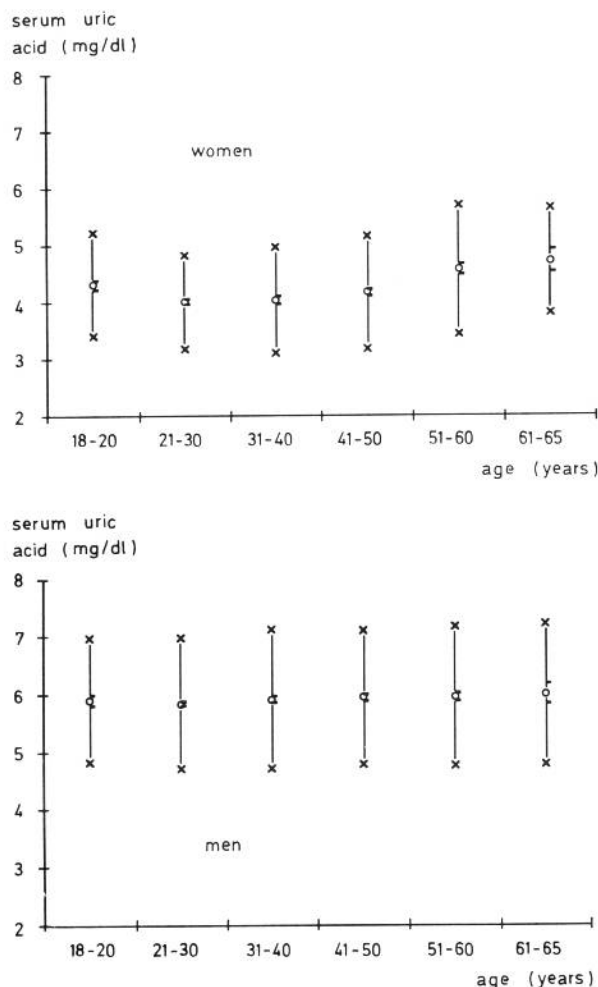 serum uric
acid (mg/dl)
8
7
women
6
5
4
3
2
18-20 21-30 31-40 41-50 51-60 61-65
age (years)
serum uric
acid (mg/dl)
8
7
6
5
4
men
3
2
18-20 21-30 31-40 41-50 51-60 61-65
age (years)